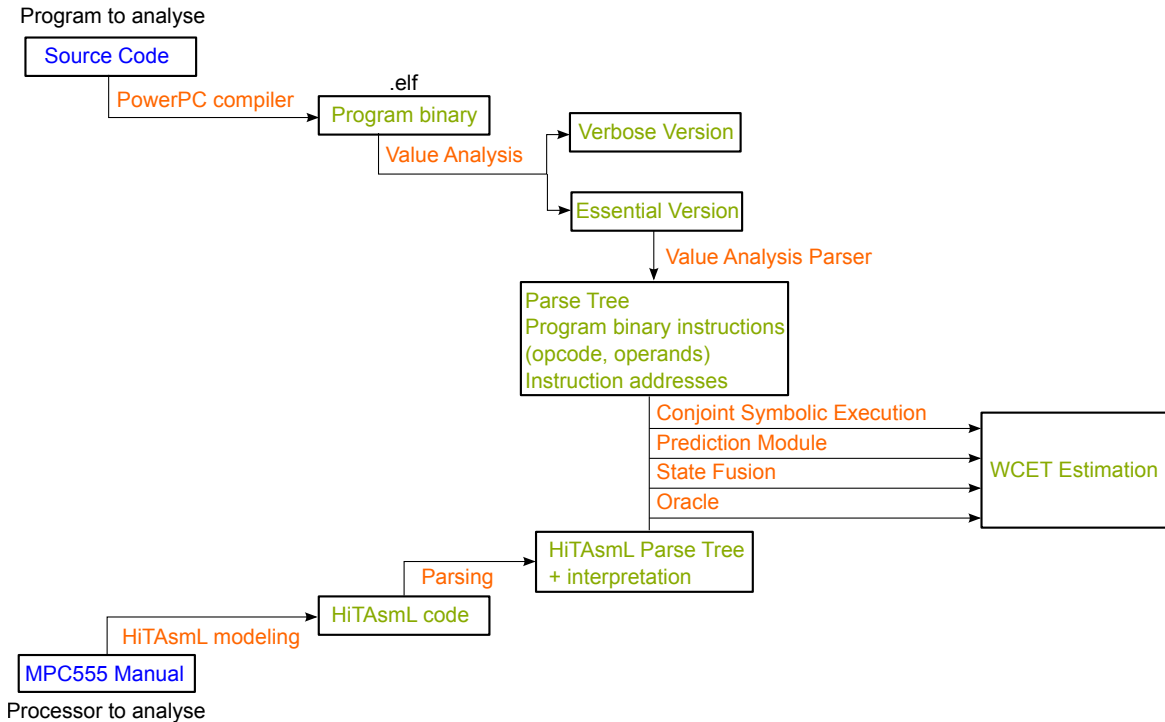 Program to analyse
Source Code
PowerPC compiler
.elf
Program binary
Value Analysis
Verbose Version
Essential Version
Value Analysis Parser
Parse Tree
Program binary instructions
(opcode, operands)
Instruction addresses
Conjoint Symbolic Execution
Prediction Module
State Fusion
Oracle
WCET Estimation
HiTAsmL Parse Tree
+ interpretation
Parsing
HiTAsmL code
HiTAsmL modeling
MPC555 Manual
Processor to analyse